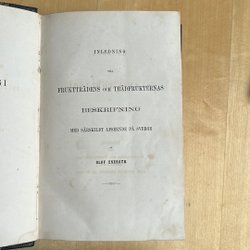 INLEDNING
TILL
FRUKTTRÄDENS OCH TRÄDFRUKTERNAS
BESKRIFNING
MED SÄRSKILDT AFSEENDE PÅ SVERIGE
AF
OLOF ENEROTH